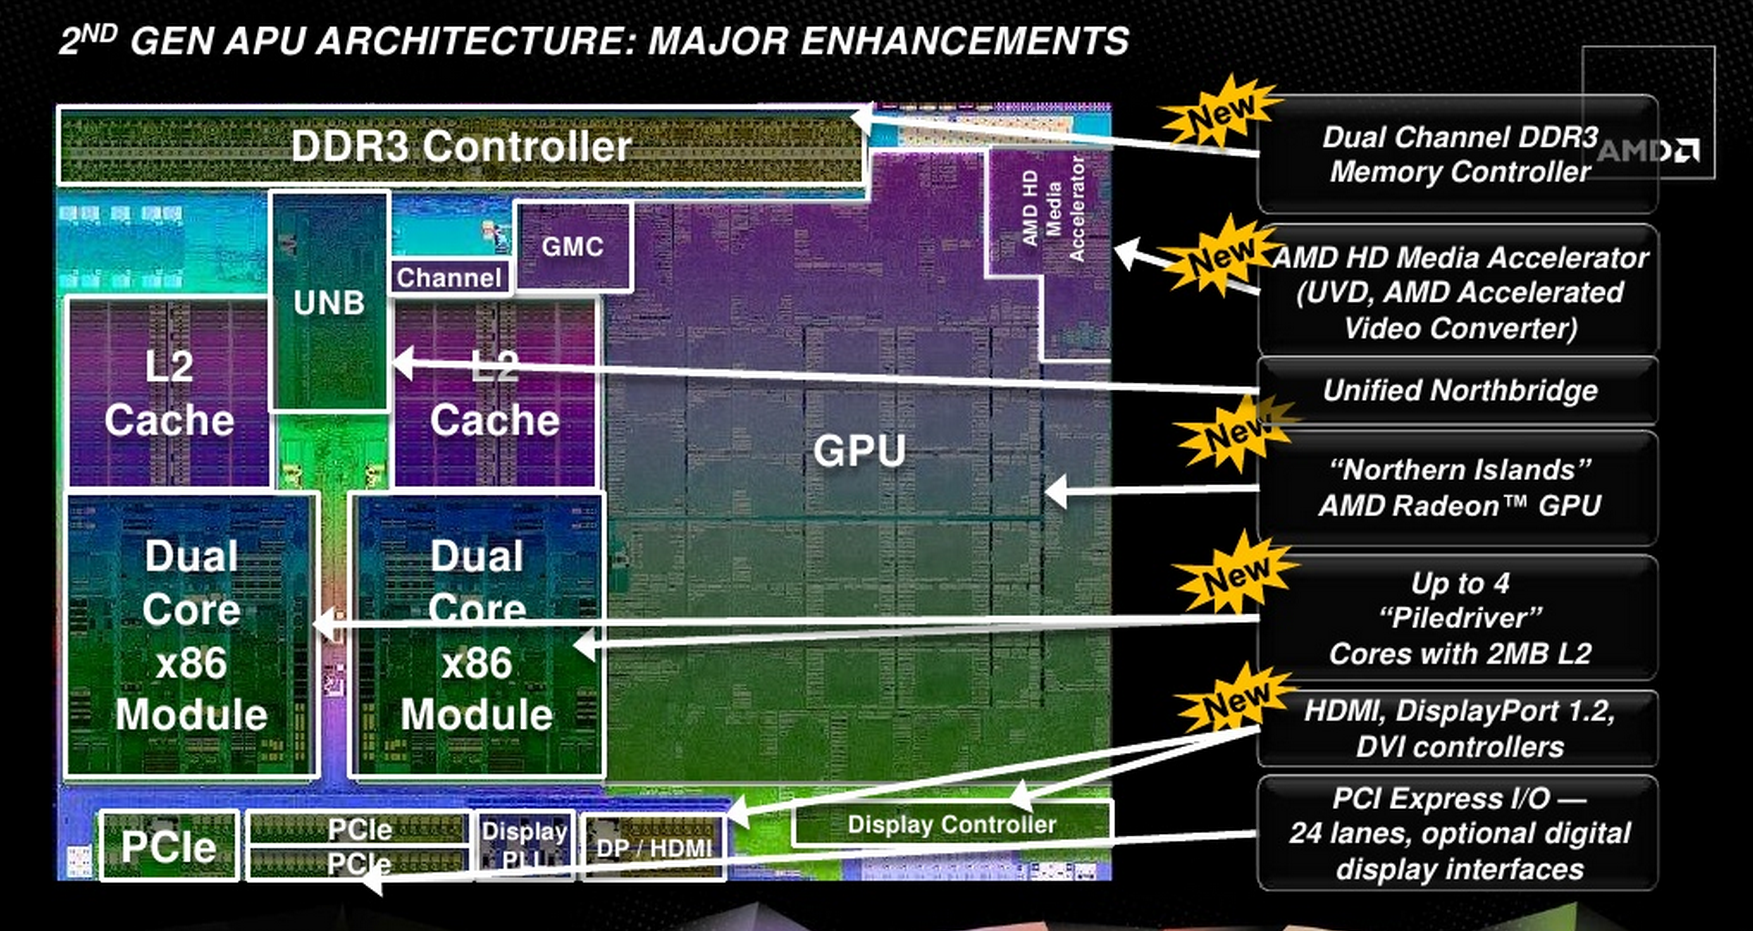 2ND GEN APU ARCHITECTURE: MAJOR ENHANCEMENTS
DDR3 Controller
UNB
Channel
GMC
AMD HD
Media
Accelerator
L2
Cache
L2
Cache
GPU
Dual
Core
x86
Module
Dual
Core
x86
Module
PCIe
PCIe
PCIe
Display
PLL
DP / HDMI
Display Controller
New
Dual Channel DDR3
Memory Controller
AMD
New
AMD HD Media Accelerator
(UVD, AMD Accelerated
Video Converter)
Unified Northbridge
New
“Northern Islands”
AMD Radeon™ GPU
New
Up to 4
“Piledriver”
Cores with 2MB L2
New
HDMI, DisplayPort 1.2,
DVI controllers
PCI Express I/O —
24 lanes, optional digital
display interfaces